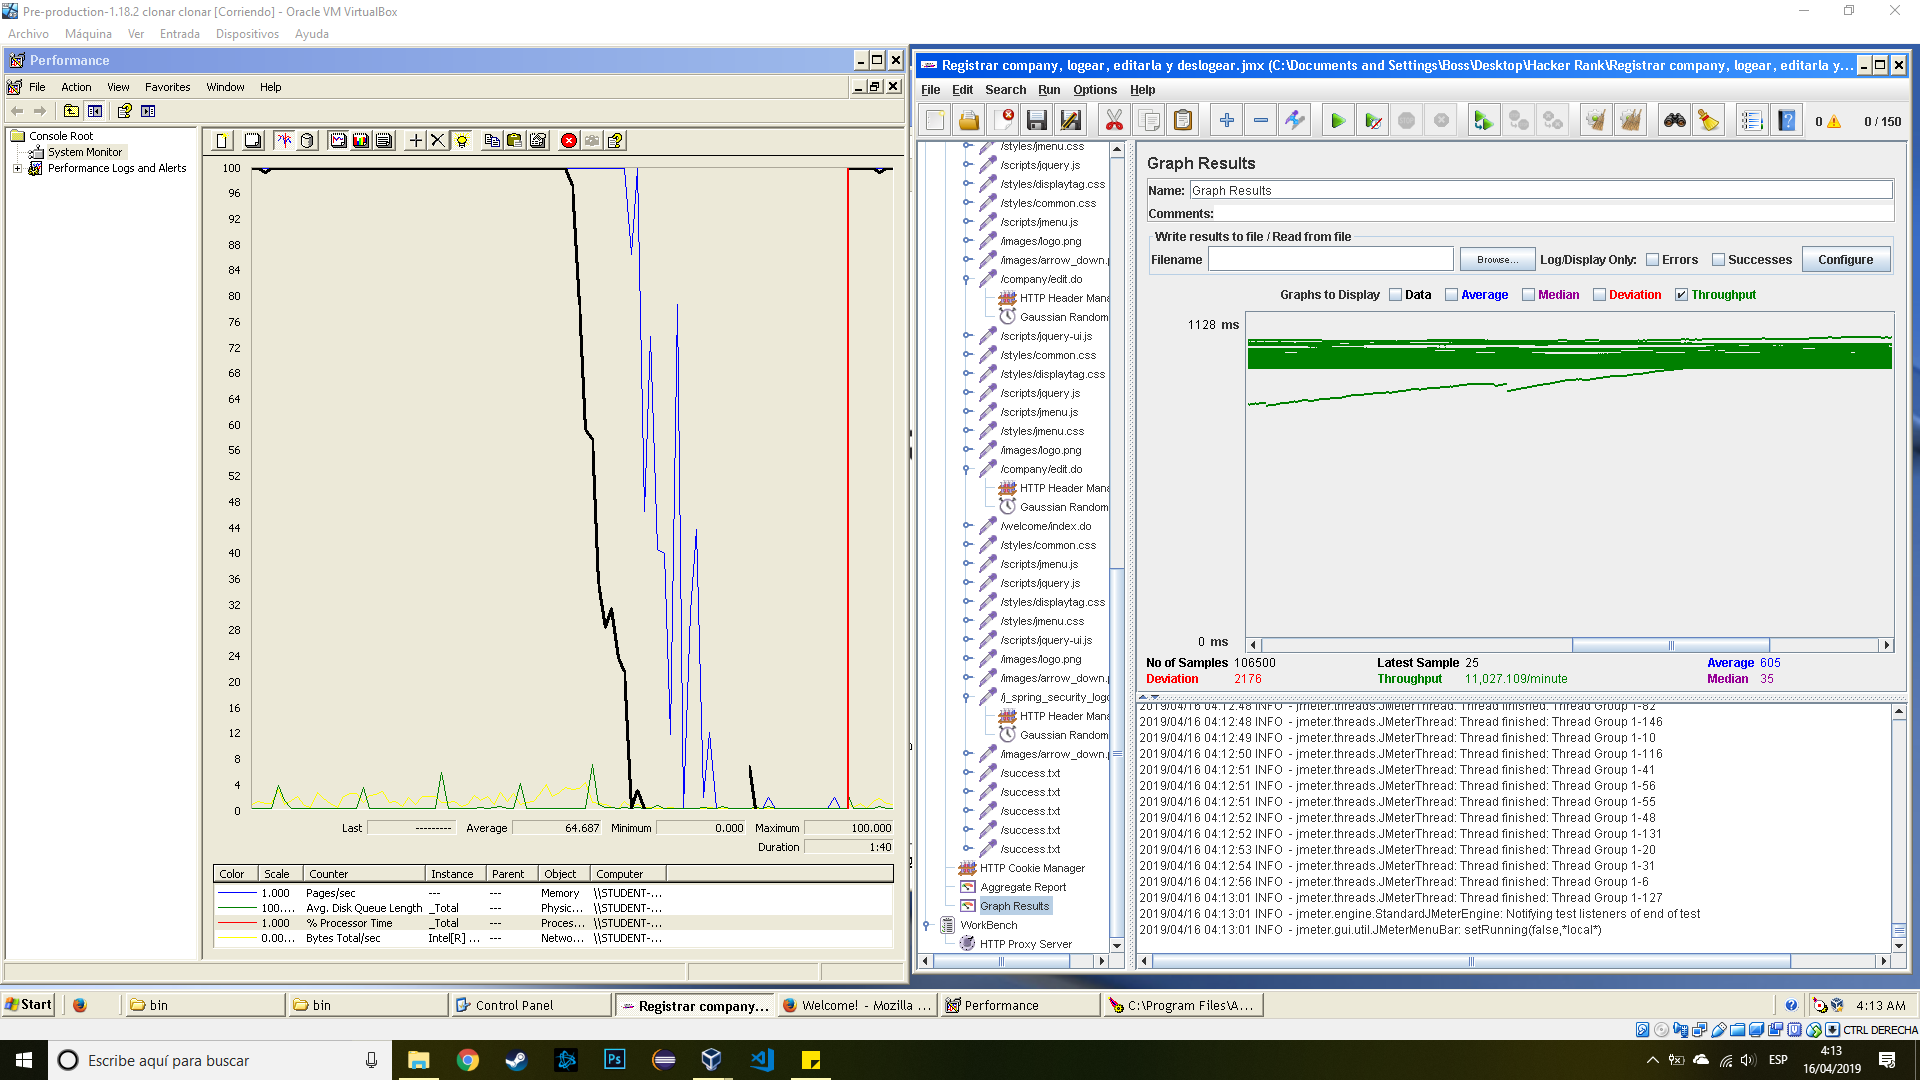 Pre-production-1.18.2 clonar clonar [Corriendo] - Oracle VM VirtualBox
Archivo Máquina Ver Entrada Dispositivos Ayuda
Performance
File Action View Favorites Window Help
Console Root
System Monitor
Performance Logs and Alerts
100
96
92
88
84
80
76
72
68
64
60
56
52
48
44
40
36
32
28
24
20
16
12
8
4
0
Last --------- Average 64.687 Minimum 0.000 Maximum 100.000
Duration 1:40
Color Scale Counter Instance Parent Object Computer
1.000 Pages/sec --- --- Memory \\STUDENT-...
100.... Avg. Disk Queue Length _Total --- Physic... \\STUDENT-...
1.000 % Processor Time _Total --- Proces... \\STUDENT-...
0.00... Bytes Total/sec Intel[R] ... --- Netwo... \\STUDENT-...
Registrar company, logear, editarla y deslogear.jmx (C:\Documents and Settings\Boss\Desktop\Hacker Rank\Registrar company, logear, editarla y...
File Edit Search Run Options Help
0 0 / 150
/styles/jmenu.css
/scripts/jquery.js
/styles/displaytag.css
/styles/common.css
/scripts/jmenu.js
/images/logo.png
/images/arrow_down.p
/company/edit.do
HTTP Header Mana
Gaussian Random
/scripts/jquery-ui.js
/styles/common.css
/styles/displaytag.css
/scripts/jquery.js
/scripts/jmenu.js
/styles/jmenu.css
/images/logo.png
/company/edit.do
HTTP Header Mana
Gaussian Random
/welcome/index.do
/styles/common.css
/scripts/jmenu.js
/scripts/jquery.js
/styles/displaytag.css
/styles/jmenu.css
/scripts/jquery-ui.js
/images/logo.png
/images/arrow_down.p
/j_spring_security_logo
HTTP Header Mana
Gaussian Random
/images/arrow_down.p
/success.txt
/success.txt
/success.txt
/success.txt
/success.txt
HTTP Cookie Manager
Aggregate Report
Graph Results
WorkBench
HTTP Proxy Server
Graph Results
Name: Graph Results
Comments:
Write results to file / Read from file
Filename Browse... Log/Display Only: Errors Successes Configure
Graphs to Display Data Average Median Deviation Throughput
1128 ms
0 ms
No of Samples 106500 Latest Sample 25 Average 605
Deviation 2176 Throughput 11,027.109/minute Median 35
2019/04/16 04:12:48 INFO - jmeter.threads.JMeterThread: Thread finished: Thread Group 1-82
2019/04/16 04:12:48 INFO - jmeter.threads.JMeterThread: Thread finished: Thread Group 1-146
2019/04/16 04:12:49 INFO - jmeter.threads.JMeterThread: Thread finished: Thread Group 1-10
2019/04/16 04:12:50 INFO - jmeter.threads.JMeterThread: Thread finished: Thread Group 1-116
2019/04/16 04:12:51 INFO - jmeter.threads.JMeterThread: Thread finished: Thread Group 1-41
2019/04/16 04:12:51 INFO - jmeter.threads.JMeterThread: Thread finished: Thread Group 1-56
2019/04/16 04:12:51 INFO - jmeter.threads.JMeterThread: Thread finished: Thread Group 1-55
2019/04/16 04:12:52 INFO - jmeter.threads.JMeterThread: Thread finished: Thread Group 1-48
2019/04/16 04:12:52 INFO - jmeter.threads.JMeterThread: Thread finished: Thread Group 1-131
2019/04/16 04:12:53 INFO - jmeter.threads.JMeterThread: Thread finished: Thread Group 1-20
2019/04/16 04:12:54 INFO - jmeter.threads.JMeterThread: Thread finished: Thread Group 1-31
2019/04/16 04:12:56 INFO - jmeter.threads.JMeterThread: Thread finished: Thread Group 1-6
2019/04/16 04:13:01 INFO - jmeter.threads.JMeterThread: Thread finished: Thread Group 1-127
2019/04/16 04:13:01 INFO - jmeter.engine.StandardJMeterEngine: Notifying test listeners of end of test
2019/04/16 04:13:01 INFO - jmeter.gui.util.JMeterMenuBar: setRunning(false,*local*)
Start bin bin Control Panel Registrar company... Welcome! - Mozilla ... Performance C:\Program Files\A... 4:13 AM
CTRL DERECHA
Escribe aquí para buscar Ps ESP 4:13
16/04/2019